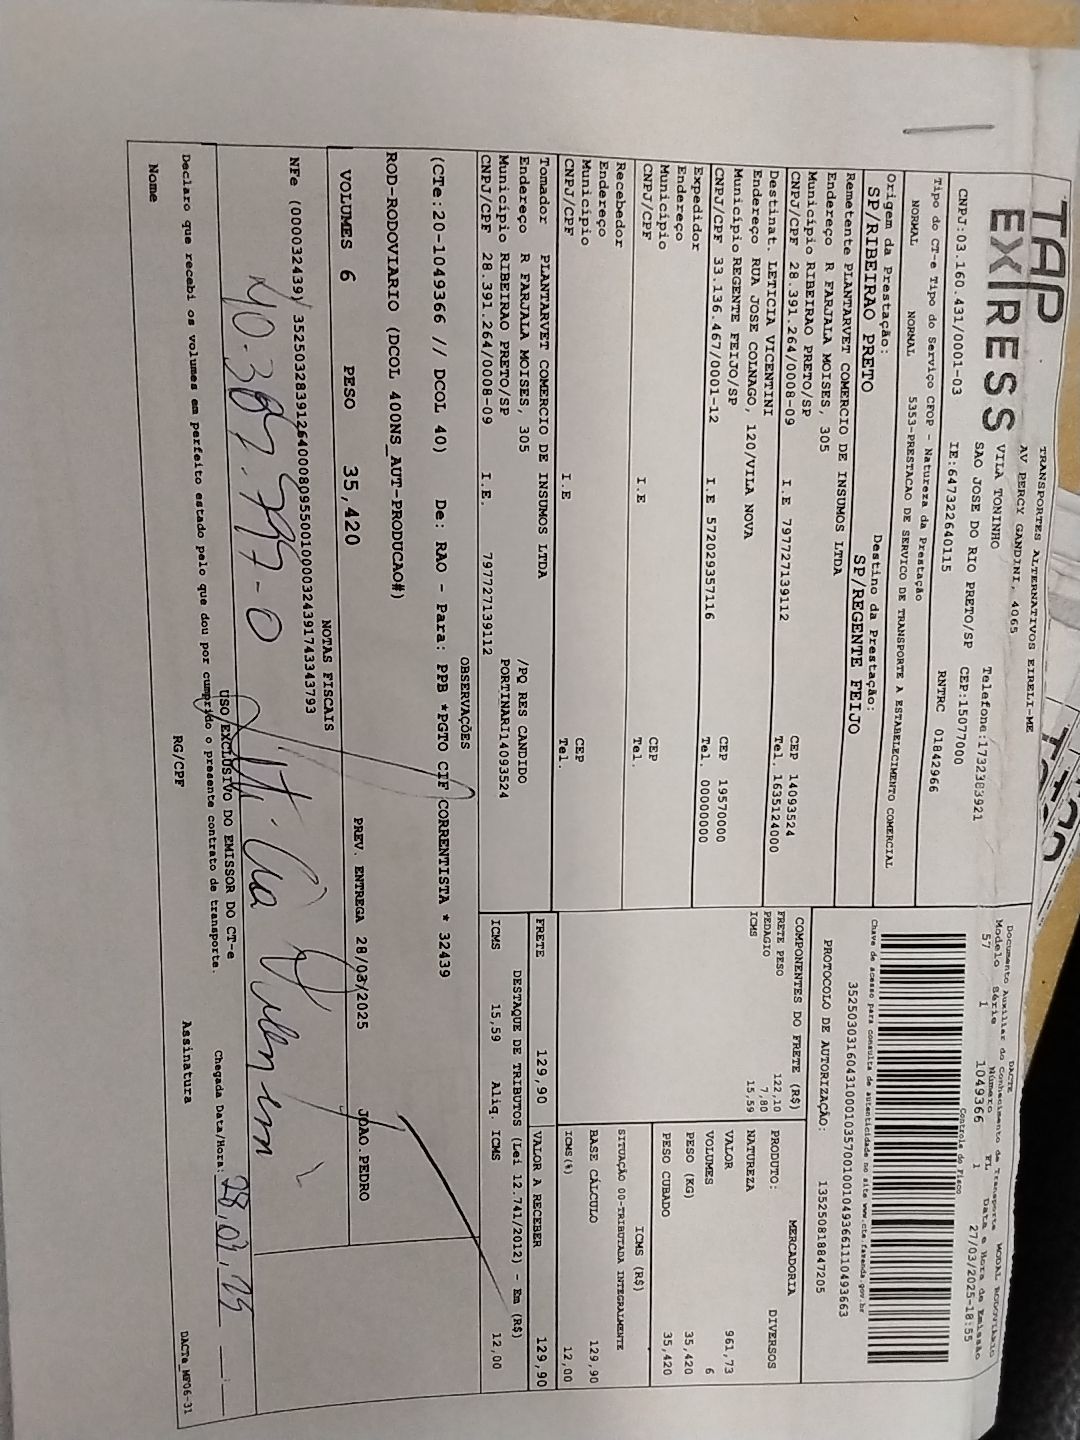 TAP
EXPRESS
TRANSPORTES ALTERNATIVOS EIRELI-ME
AV PERCY GANDINI, 4065
VILA TONINHO
SAO JOSE DO RIO PRETO/SP
Telefone:1732383921
CEP:15077000
CNPJ:03.160.431/0001-03
IE:647322640115
RNTRC 01842966
Tipo do CT-e Tipo do Serviço CFOP - Natureza da Prestação
NORMAL NORMAL 5353-PRESTACAO DE SERVICO DE TRANSPORTE A ESTABELECIMENTO COMERCIAL
Origem da Prestação: Destino da Prestação:
SP/RIBEIRAO PRETO SP/REGENTE FEIJO
Remetente PLANTARVET COMERCIO DE INSUMOS LTDA
Endereço R FARJALA MOISES, 305
Município RIBEIRAO PRETO/SP CEP 14093524
CNPJ/CPF 28.391.264/0008-09 I.E 797727139112 Tel. 1635124000
Destinat. LETICIA VICENTINI
Endereço RUA JOSE COLNAGO, 120/VILA NOVA
Município REGENTE FEIJO/SP CEP 19570000
CNPJ/CPF 33.136.467/0001-12 I.E 572029357116 Tel. 00000000
Expedidor
Endereço
Município CEP
CNPJ/CPF I.E Tel.
Recebedor
Endereço
Município CEP
CNPJ/CPF I.E Tel.
Tomador PLANTARVET COMERCIO DE INSUMOS LTDA
Endereço R FARJALA MOISES, 305 /PQ RES CANDIDO
Município RIBEIRAO PRETO/SP PORTINARI14093524
CNPJ/CPF 28.391.264/0008-09 I.E. 797727139112
DACTE MODAL RODOVIÁRIO
Documento Auxiliar do Conhecimento de Transporte
Modelo Série Número FL Data e Hora de Emissão
57 1 1049366 1 27/03/2025-18:55
Controle do Fisco
Chave de acesso para consulta de autenticidade no site www.cte.fazenda.gov.br
35250303160431000103570010010493661110493663
PROTOCOLO DE AUTORIZAÇÃO: 135250818847205
COMPONENTES DO FRETE (R$)
FRETE PESO 122,10
PEDAGIO 7,80
ICMS 15,59
MERCADORIA
PRODUTO: DIVERSOS
NATUREZA
VALOR 961,73
VOLUMES 6
PESO (KG) 35,420
PESO CUBADO 35,420
ICMS (R$)
SITUAÇÃO 00-TRIBUTADA INTEGRALMENTE
BASE CÁLCULO 129,90
ICMS (%) 12,00
FRETE 129,90 VALOR A RECEBER 129,90
DESTAQUE DE TRIBUTOS (Lei 12.741/2012) - Em (R$)
ICMS 15,59 Aliq. ICMS 12,00
OBSERVAÇÕES
(CTe:20-1049366 // DCOL 40) De: RAO - Para: PPB *PGTO CIF CORRENTISTA * 32439
ROD-RODOVIARIO (DCOL 400NS_AUT-PRODUCAO#)
VOLUMES 6 PESO 35,420 PREV. ENTREGA 28/03/2025 JOAO.PEDRO
NOTAS FISCAIS
NFe (000032439) 35250328391264000809550010000324391743343793
USO EXCLUSIVO DO EMISSOR DO CT-e
Declaro que recebi os volumes em perfeito estado pelo que dou por cumprido o presente contrato de transporte.
Chegada Data/Hora: 28,03,25
Nome RG/CPF Assinatura
DACTe_MF06-31